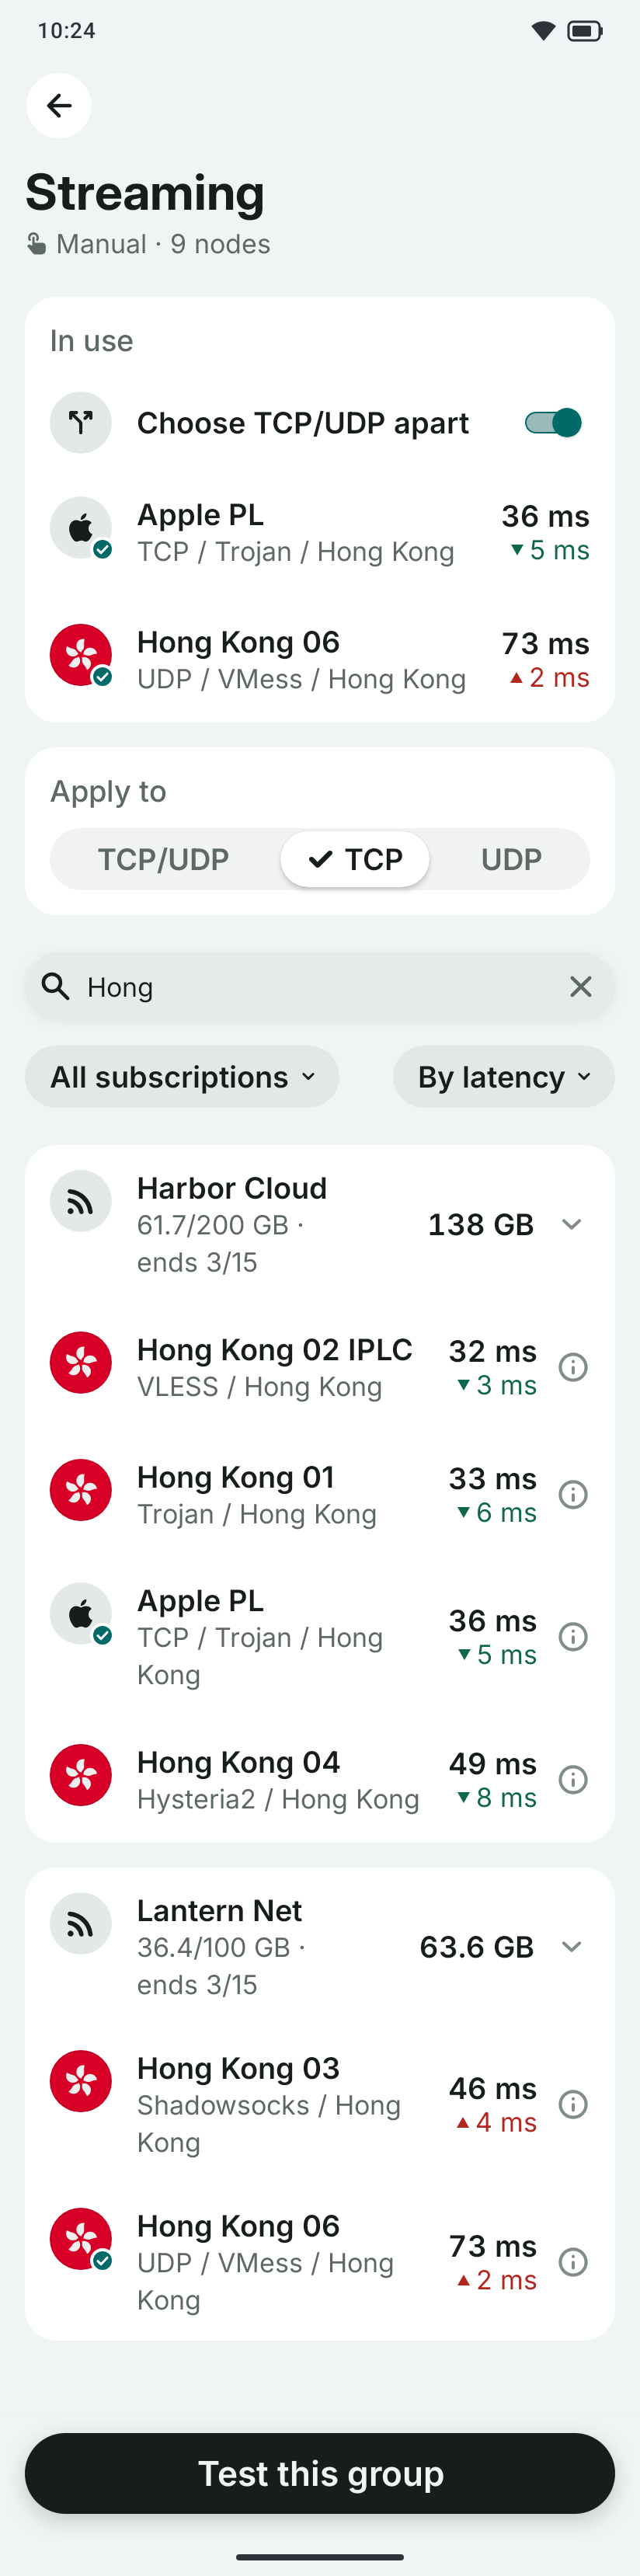 10:24
Streaming
Manual · 9 nodes
In use
Choose TCP/UDP apart
Apple PL
36 ms
TCP / Trojan / Hong Kong
▼ 5 ms
Hong Kong 06
73 ms
UDP / VMess / Hong Kong
▲ 2 ms
Apply to
TCP/UDP
TCP
UDP
Hong
All subscriptions
By latency
Harbor Cloud
61.7/200 GB ·
ends 3/15
138 GB
Hong Kong 02 IPLC
32 ms
VLESS / Hong Kong
▼ 3 ms
Hong Kong 01
33 ms
Trojan / Hong Kong
▼ 6 ms
Apple PL
36 ms
TCP / Trojan / Hong
Kong
▼ 5 ms
Hong Kong 04
49 ms
Hysteria2 / Hong Kong
▼ 8 ms
Lantern Net
36.4/100 GB ·
ends 3/15
63.6 GB
Hong Kong 03
46 ms
Shadowsocks / Hong
Kong
▲ 4 ms
Hong Kong 06
73 ms
UDP / VMess / Hong
Kong
▲ 2 ms
Test this group